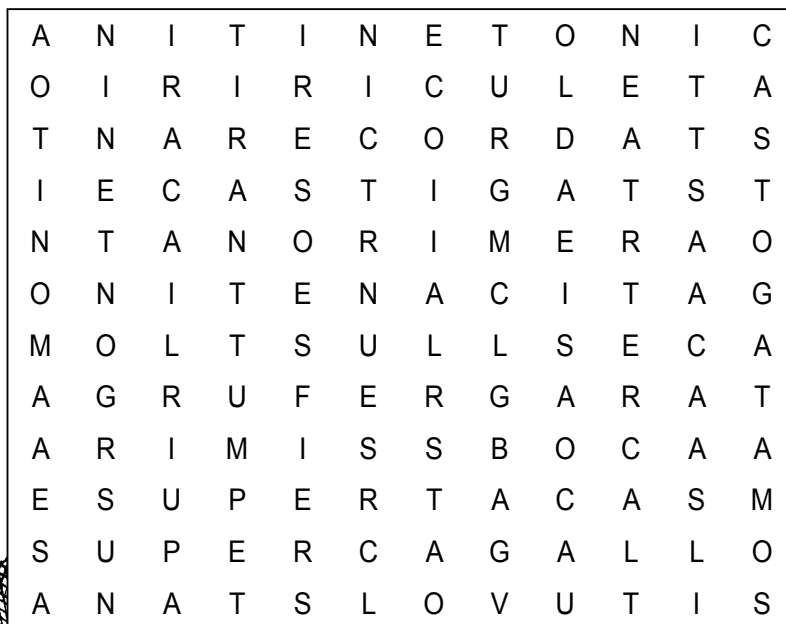 A N I T I N E T O N I C
O I R I R I C U L E T A
T N A R E C O R D A T S
I E C A S T I G A T S T
N T A N O R I M E R A O
O N I T E N A C I T A G
M O L T S U L L S E C A
A G R U F E R G A R A T
A R I M I S S B O C A A
E S U P E R T A C A S M
S U P E R C A G A L L O
A N A T S L O V U T I S